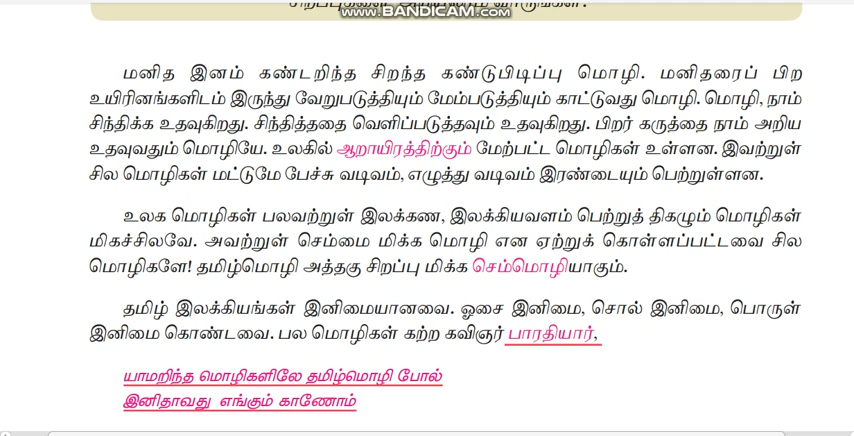 WWW.BANDICAM.COM
மனித இனம் கண்டறிந்த சிறந்த கண்டுபிடிப்பு மொழி. மனிதரைப் பிற
உயிரினங்களிடம் இருந்து வேறுபடுத்தியும் மேம்படுத்தியும் காட்டுவது மொழி. மொழி, நாம்
சிந்திக்க உதவுகிறது. சிந்தித்ததை வெளிப்படுத்தவும் உதவுகிறது. பிறர் கருத்தை நாம் அறிய
உதவுவதும் மொழியே. உலகில் ஆறாயிரத்திற்கும் மேற்பட்ட மொழிகள் உள்ளன. இவற்றுள்
சில மொழிகள் மட்டுமே பேச்சு வடிவம், எழுத்து வடிவம் இரண்டையும் பெற்றுள்ளன.
உலக மொழிகள் பலவற்றுள் இலக்கண, இலக்கியவளம் பெற்றுத் திகழும் மொழிகள்
மிகச்சிலவே. அவற்றுள் செம்மை மிக்க மொழி என ஏற்றுக் கொள்ளப்பட்டவை சில
மொழிகளே! தமிழ்மொழி அத்தகு சிறப்பு மிக்க செம்மொழியாகும்.
தமிழ் இலக்கியங்கள் இனிமையானவை. ஓசை இனிமை, சொல் இனிமை, பொருள்
இனிமை கொண்டவை. பல மொழிகள் கற்ற கவிஞர் பாரதியார்,
யாமறிந்த மொழிகளிலே தமிழ்மொழி போல்
இனிதாவது எங்கும் காணோம்